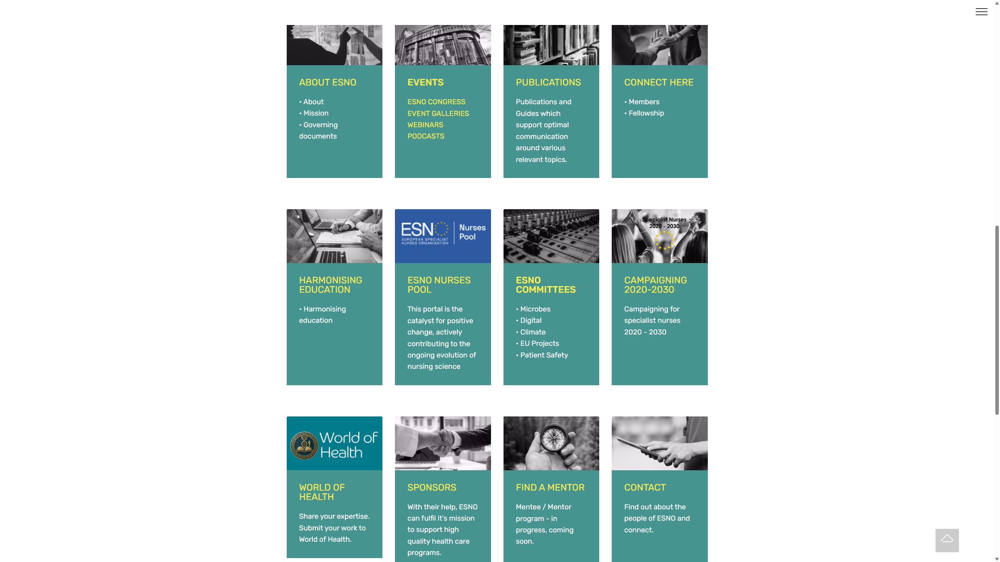 ABOUT ESNO
• About
• Mission
• Governing
documents
EVENTS
ESNO CONGRESS
EVENT GALLERIES
WEBINARS
PODCASTS
PUBLICATIONS
Publications and
Guides which
support optimal
communication
around various
relevant topics.
CONNECT HERE
• Members
• Fellowship
HARMONISING
EDUCATION
• Harmonising
education
ESNO
EUROPEAN SPECIALIST
NURSES ORGANISATION
Nurses
Pool
ESNO NURSES
POOL
This portal is the
catalyst for positive
change, actively
contributing to the
ongoing evolution of
nursing science
ESNO
COMMITTEES
• Microbes
• Digital
• Climate
• EU Projects
• Patient Safety
Specialist Nurses
2020 - 2030
CAMPAIGNING
2020-2030
Campaigning for
specialist nurses
2020 - 2030
World of
Health
WORLD OF
HEALTH
Share your expertise.
Submit your work to
World of Health.
SPONSORS
With their help, ESNO
can fulfil it's mission
to support high
quality health care
programs.
FIND A MENTOR
Mentee / Mentor
program - in
progress, coming
soon.
CONTACT
Find out about the
people of ESNO and
connect.